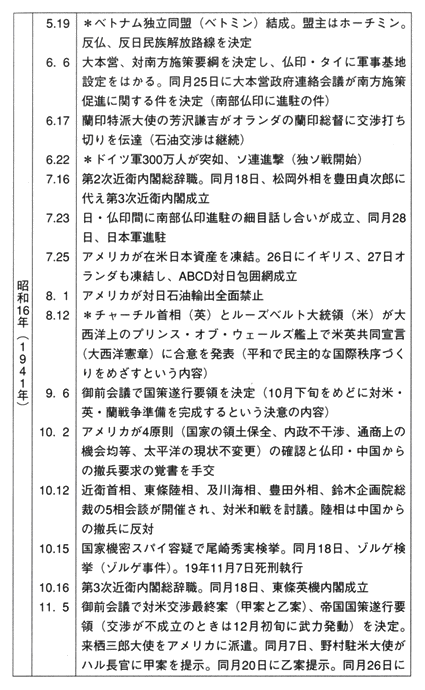 昭和16年(1941年)
5.19 *ベトナム独立同盟(ベトミン)結成。盟主はホーチミン。
反仏、反日民族解放路線を決定
6. 6 大本営、対南方施策要綱を決定し、仏印・タイに軍事基地
設定をはかる。同月25日に大本営政府連絡会議が南方施策
促進に関する件を決定(南部仏印に進駐の件)
6.17 蘭印特派大使の芳沢謙吉がオランダの蘭印総督に交渉打ち
切りを伝達(石油交渉は継続)
6.22 *ドイツ軍300万人が突如、ソ連進撃(独ソ戦開始)
7.16 第2次近衛内閣総辞職。同月18日、松岡外相を豊田貞次郎に
代え第3次近衛内閣成立
7.23 日・仏印間に南部仏印進駐の細目話し合いが成立、同月28
日、日本軍進駐
7.25 アメリカが在米日本資産を凍結。26日にイギリス、27日オ
ランダも凍結し、ABCD対日包囲網成立
8. 1 アメリカが対日石油輸出全面禁止
8.12 *チャーチル首相(英)とルーズベルト大統領(米)が大
西洋上のプリンス・オブ・ウェールズ艦上で米英共同宣言
(大西洋憲章)に合意を発表(平和で民主的な国際秩序づく
りをめざすという内容)
9. 6 御前会議で国策遂行要領を決定(10月下旬をめどに対米・
英・蘭戦争準備を完成するという決意の内容)
10. 2 アメリカが4原則(国家の領土保全、内政不干渉、通商上の
機会均等、太平洋の現状不変更)の確認と仏印・中国から
の撤兵要求の覚書を手交
10.12 近衛首相、東條陸相、及川海相、豊田外相、鈴木企画院総
裁の5相会談が開催され、対米和戦を討議。陸相は中国から
の撤兵に反対
10.15 国家機密スパイ容疑で尾崎秀実検挙。同月18日、ゾルゲ検
挙(ゾルゲ事件)。19年11月7日死刑執行
10.16 第3次近衛内閣総辞職。同月18日、東條英機内閣成立
11. 5 御前会議で対米交渉最終案(甲案と乙案)、帝国国策遂行要
領(交渉が不成立のときは12月初旬に武力発動)を決定。
来栖三郎大使をアメリカに派遣。同月7日、野村駐米大使が
ハル長官に甲案を提示。同月20日に乙案提示。同月26日に